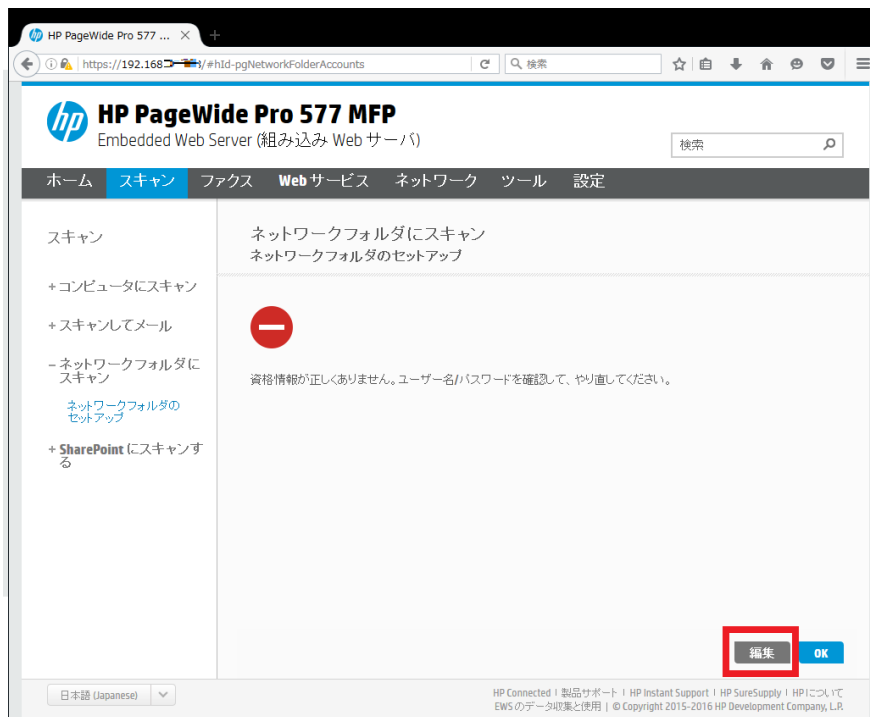 HP PageWide Pro 577 ...
https://192.168
/#hId-pgNetworkFolderAccounts
検索
hp
HP PageWide Pro 577 MFP
Embedded Web Server (組み込み Web サーバ)
検索
ホーム スキャン ファクス Web サービス ネットワーク ツール 設定
スキャン
ネットワークフォルダにスキャン
ネットワークフォルダのセットアップ
+ コンピュータにスキャン
+ スキャンしてメール
- ネットワークフォルダに
スキャン
ネットワークフォルダの
セットアップ
+ SharePoint にスキャンす
る
資格情報が正しくありません。ユーザー名/パスワードを確認して、やり直してください。
編集 OK
日本語 (Japanese)
HP Connected | 製品サポート | HP Instant Support | HP SureSupply | HP について
EWS のデータ収集と使用 | © Copyright 2015-2016 HP Development Company, L.P.